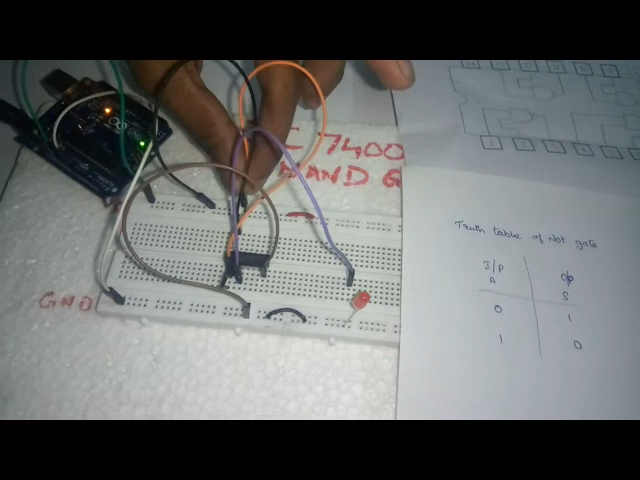 7400
NAND G
GND
Truth table of Not gate
I/P O/P
A S
0 1
1 0